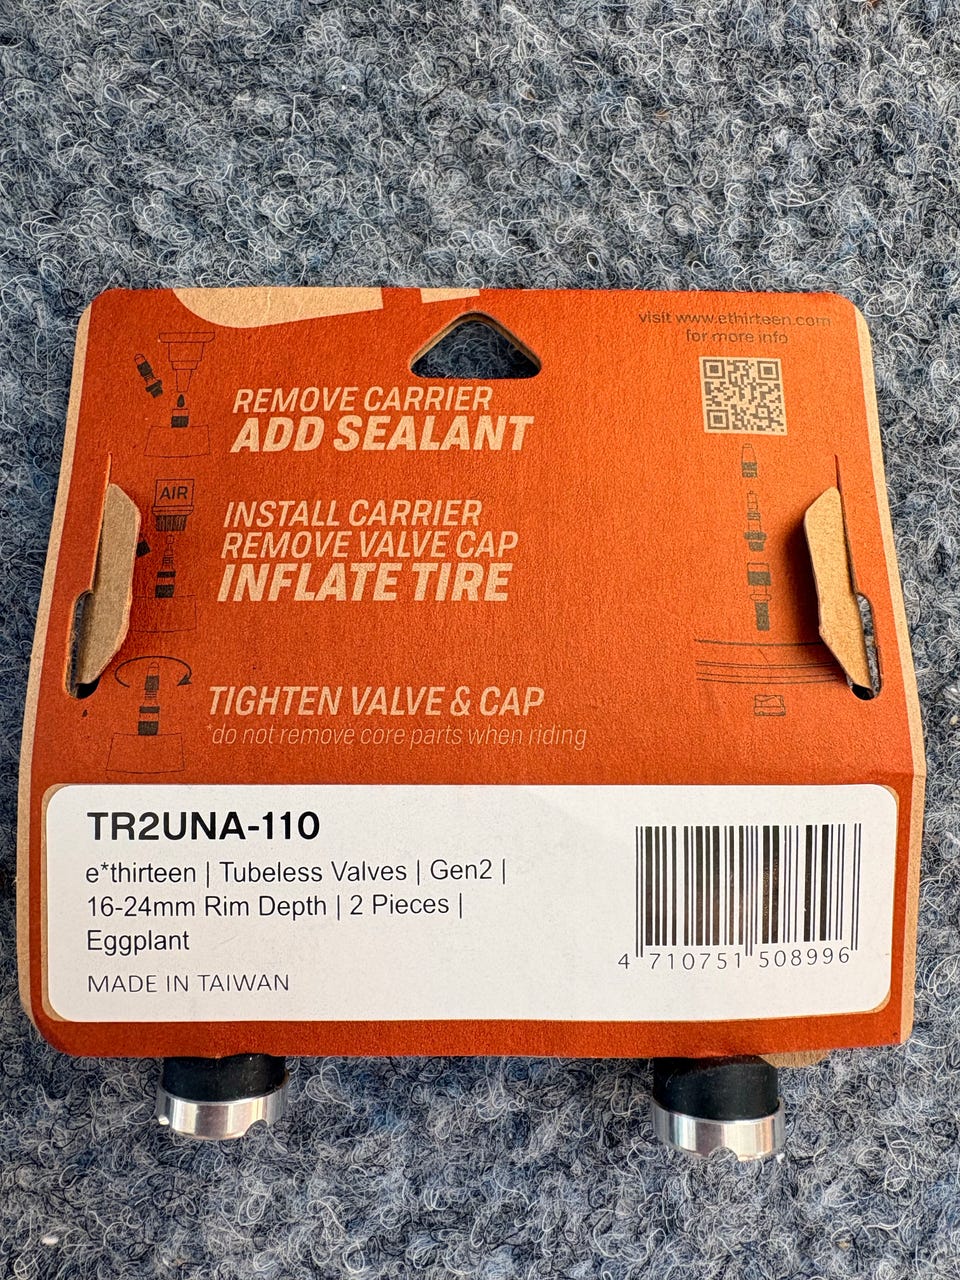 visit www.ethirteen.com
for more info
REMOVE CARRIER
ADD SEALANT
AIR
INSTALL CARRIER
REMOVE VALVE CAP
INFLATE TIRE
TIGHTEN VALVE & CAP
*do not remove core parts when riding
TR2UNA-110
e*thirteen | Tubeless Valves | Gen2 |
16-24mm Rim Depth | 2 Pieces |
Eggplant
MADE IN TAIWAN
4 710751 508996